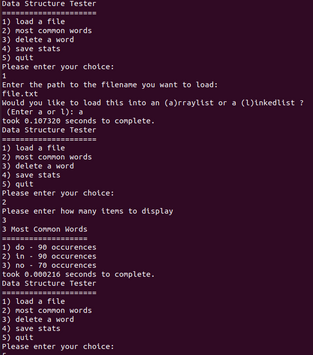 Data Structure Tester
=====================
1) load a file
2) most common words
3) delete a word
4) save stats
5) quit
Please enter your choice:
1
Enter the path to the filename you want to load:
file.txt
Would you like to load this into an (a)rraylist or a (l)inkedlist ?
 (Enter a or l): a
took 0.107320 seconds to complete.
Data Structure Tester
=====================
1) load a file
2) most common words
3) delete a word
4) save stats
5) quit
Please enter your choice:
2
Please enter how many items to display
3
3 Most Common Words
===================
1) do - 90 occurences
2) in - 90 occurences
3) no - 70 occurences
took 0.000216 seconds to complete.
Data Structure Tester
=====================
1) load a file
2) most common words
3) delete a word
4) save stats
5) quit
Please enter your choice: